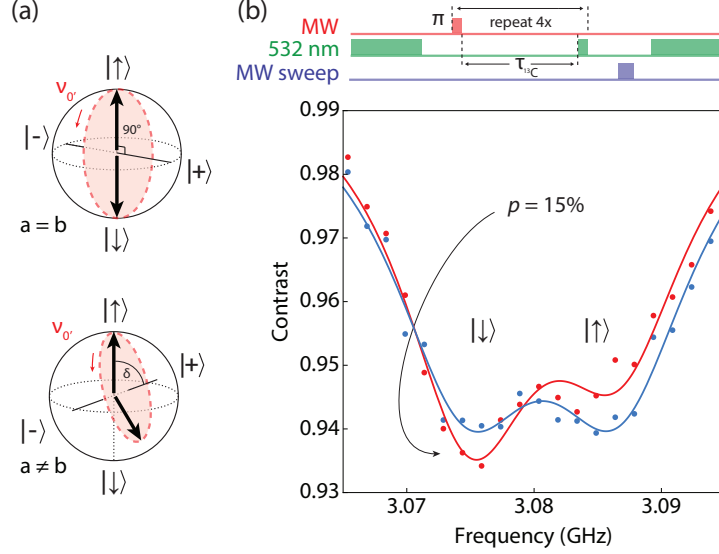 (a)
|↑⟩
ν0'
90°
|-⟩
|+⟩
a = b
|↓⟩
|↑⟩
ν0'
δ
|+⟩
|-⟩
a ≠ b
|↓⟩
(b)
π
repeat 4x
MW
532 nm
τ13C
MW sweep
0.99
0.98
0.97
0.96
0.95
0.94
0.93
Contrast
p = 15%
|↓⟩
|↑⟩
3.07
3.08
3.09
Frequency (GHz)